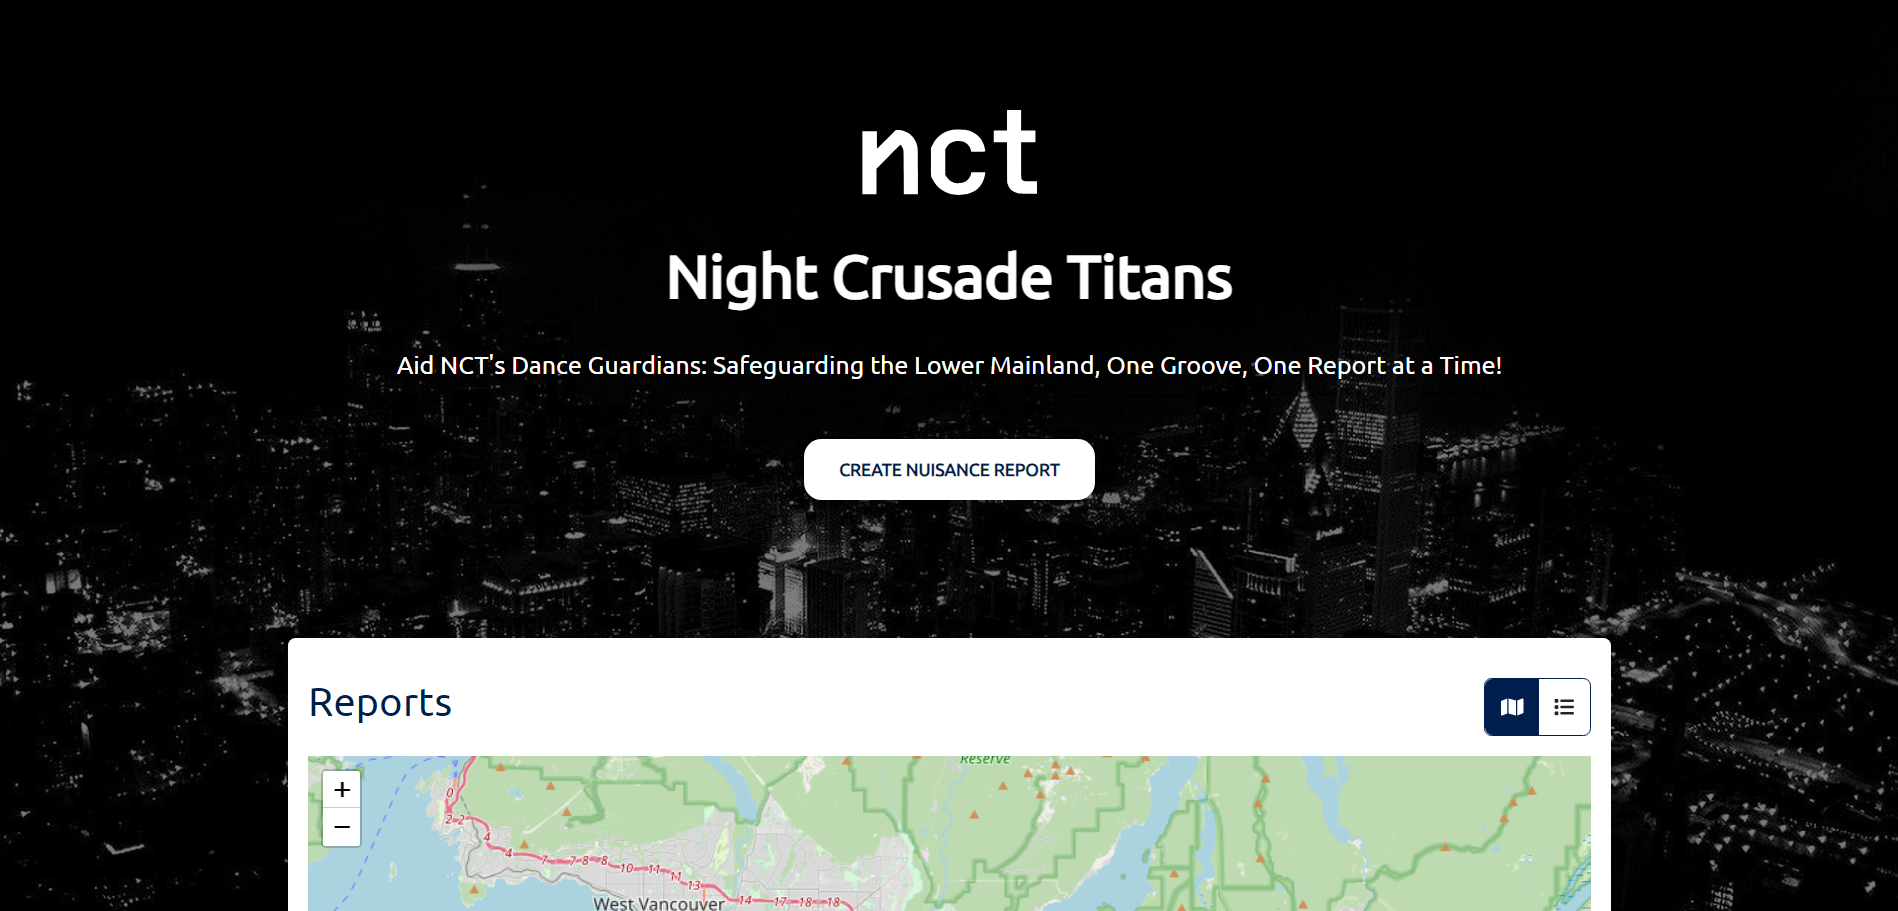 nct
Night Crusade Titans
Aid NCT's Dance Guardians: Safeguarding the Lower Mainland, One Groove, One Report at a Time!
CREATE NUISANCE REPORT
Reports
Reserve
+
−
0
2 2
4
4
7 7 8 8
10 11 11
13
West Vancouver
14 17 18 18